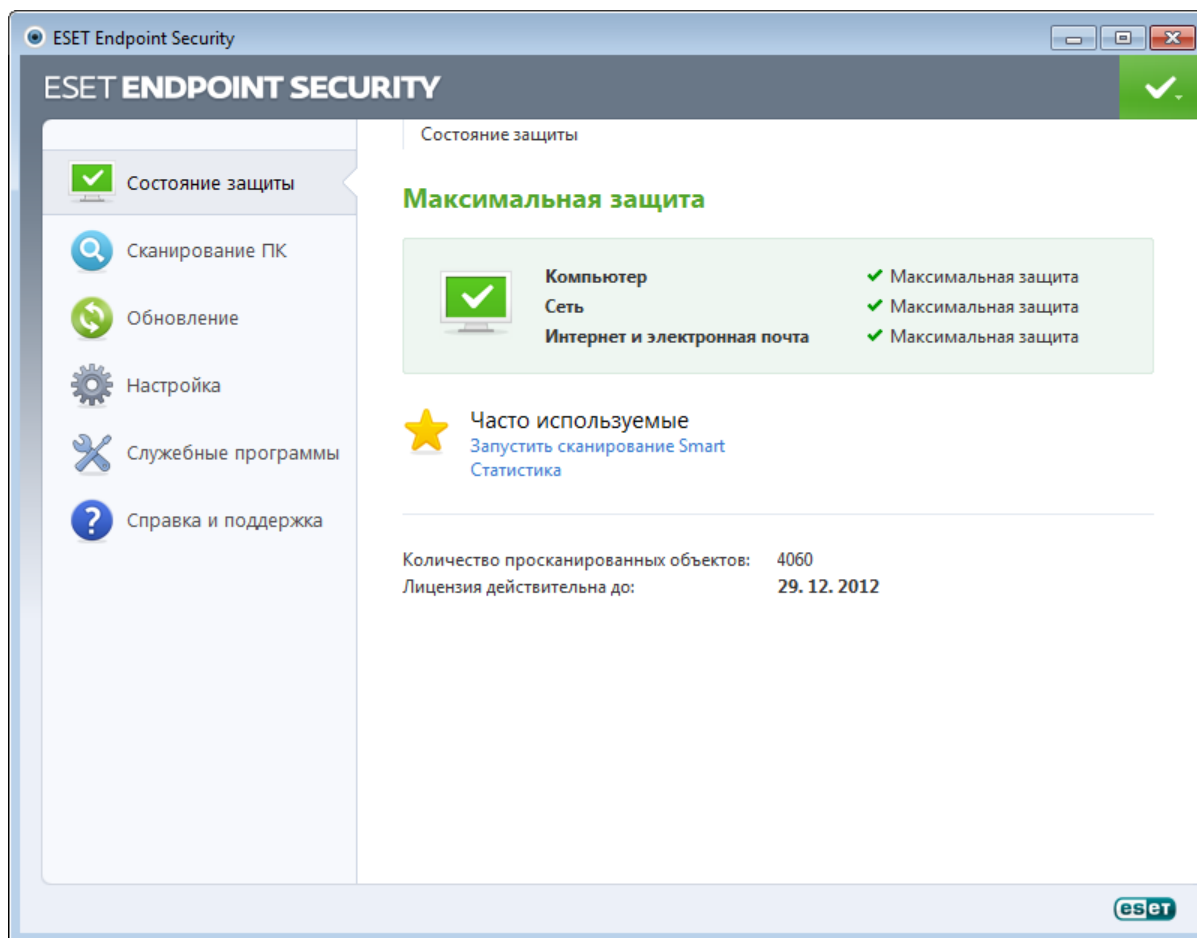 ESET Endpoint Security
ESET ENDPOINT SECURITY
Состояние защиты
Сканирование ПК
Обновление
Настройка
Служебные программы
Справка и поддержка
Состояние защиты
Максимальная защита
Компьютер Максимальная защита
Сеть Максимальная защита
Интернет и электронная почта Максимальная защита
Часто используемые
Запустить сканирование Smart
Статистика
Количество просканированных объектов: 4060
Лицензия действительна до: 29. 12. 2012
eset